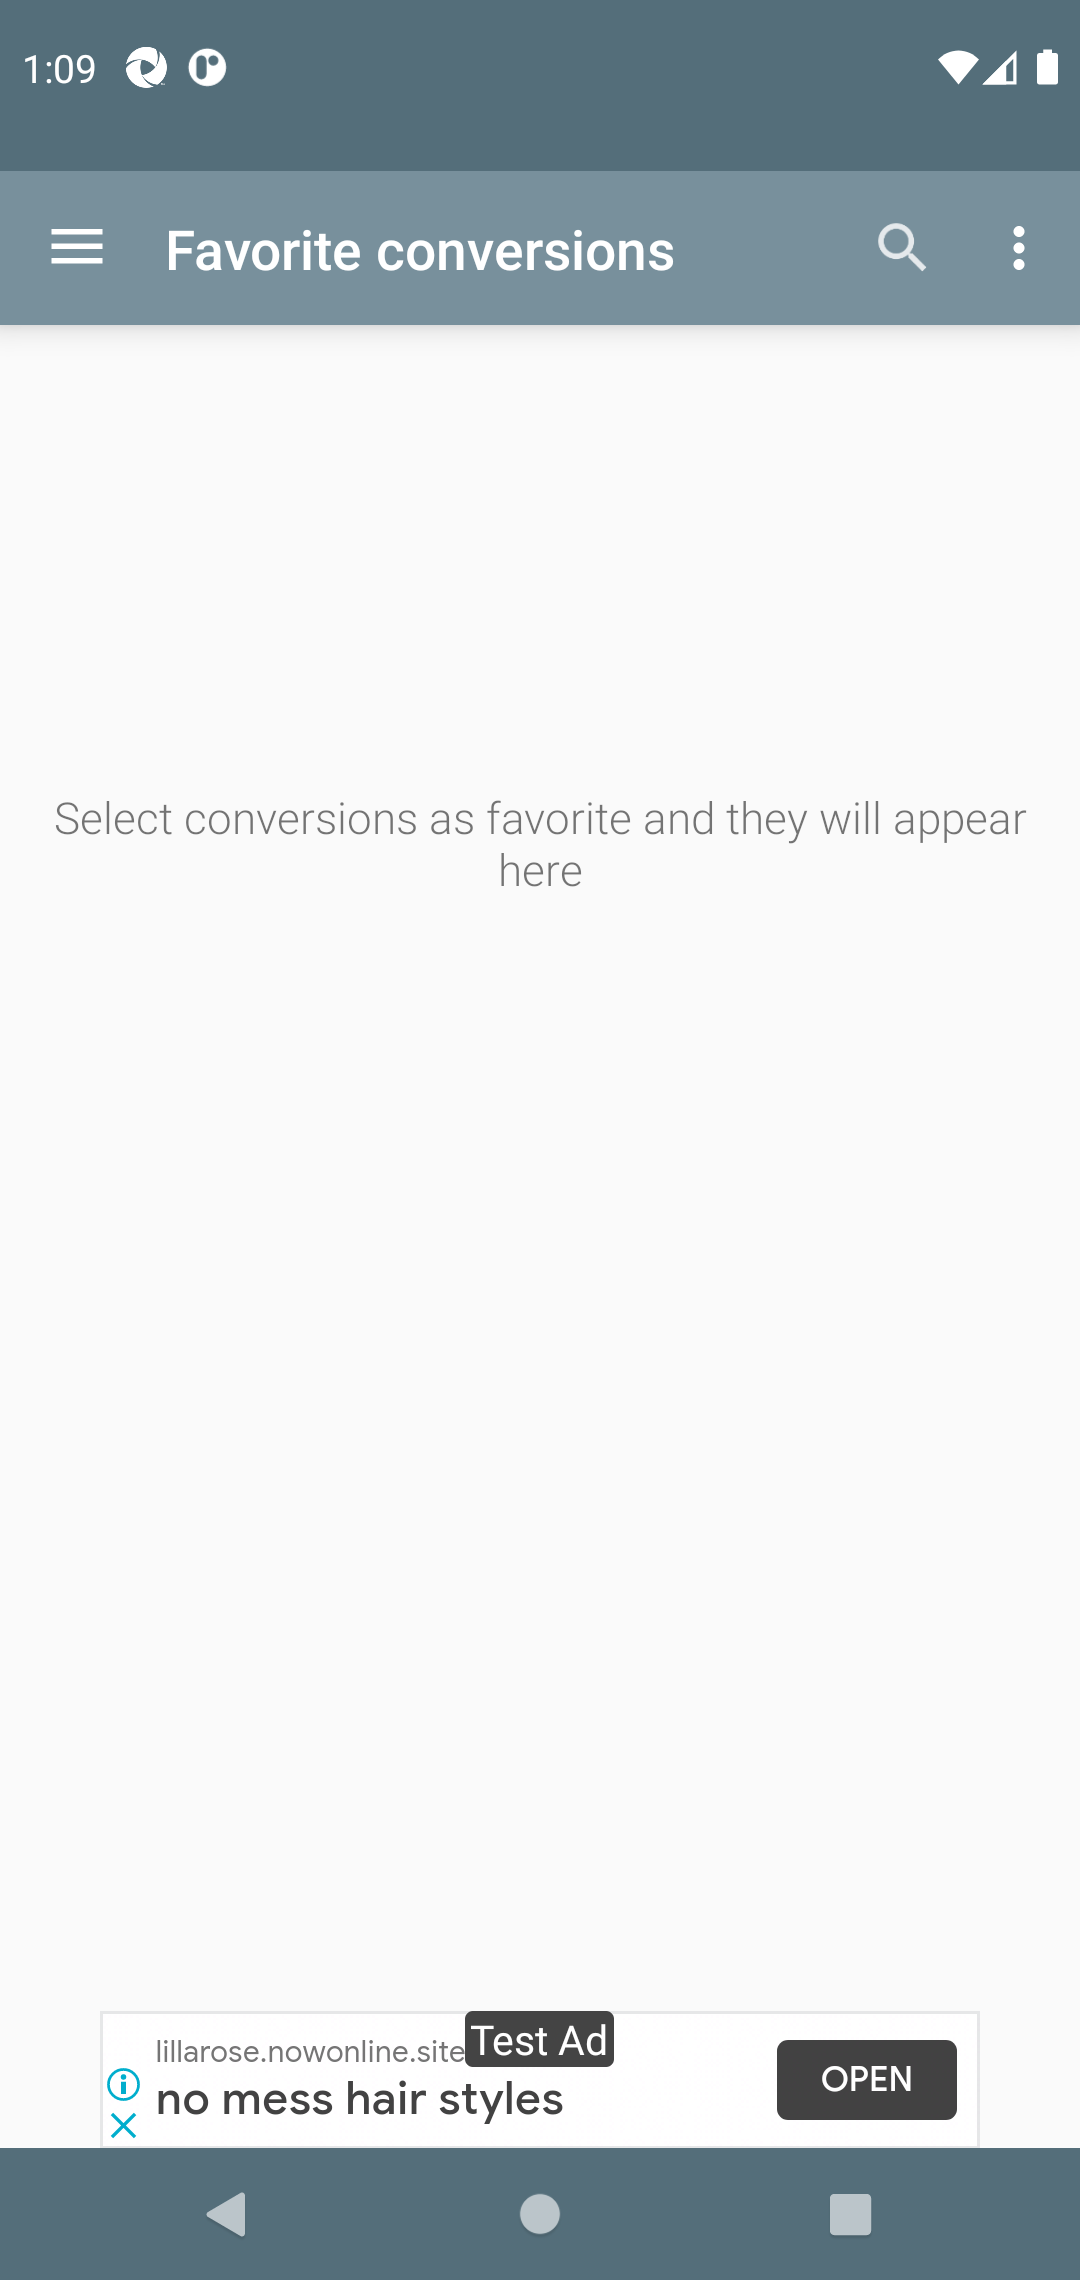 1:09
Favorite conversions
Select conversions as favorite and they will appear
here
Test Ad
lillarose.nowonline.site
no mess hair styles
OPEN